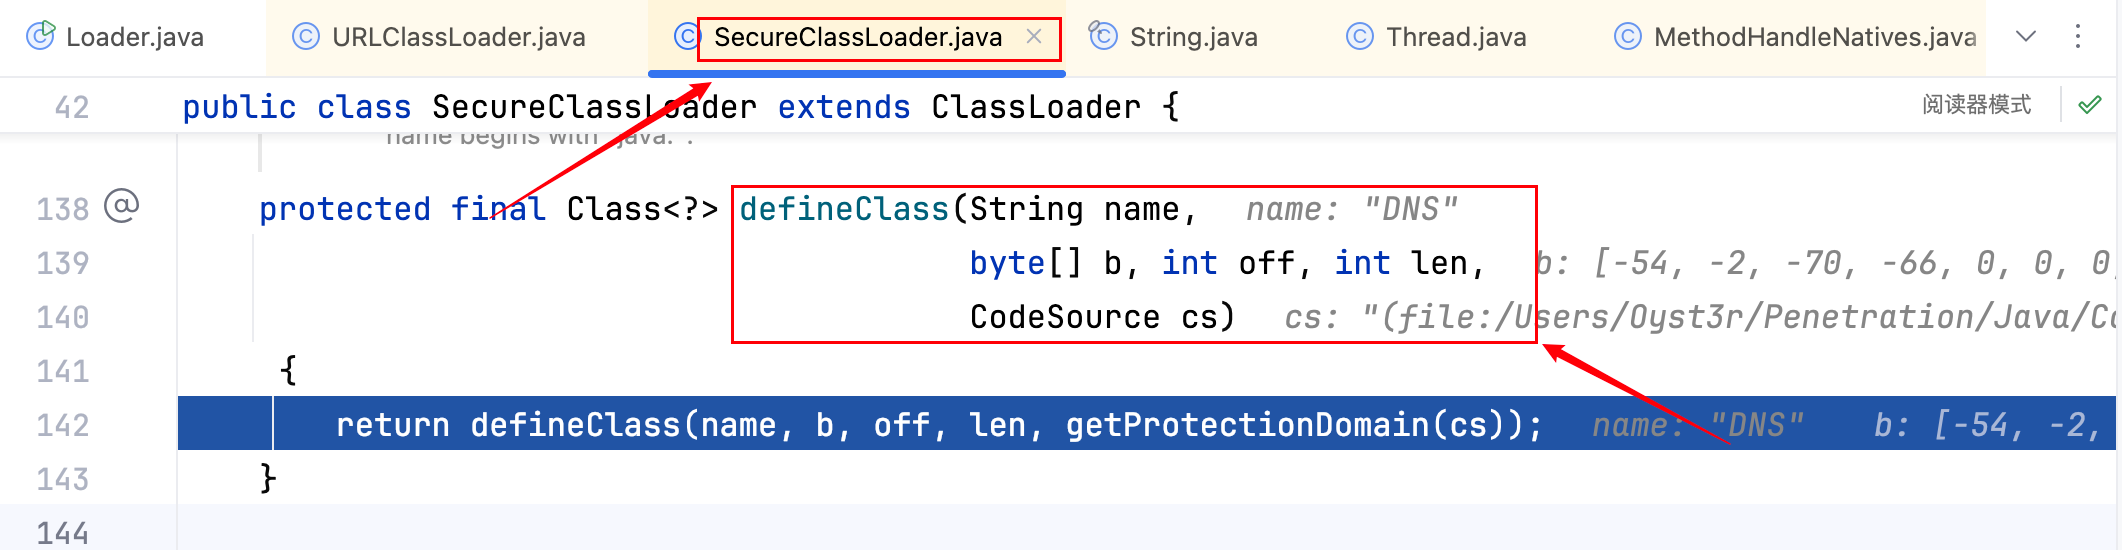 Loader.java URLClassLoader.java SecureClassLoader.java String.java Thread.java MethodHandleNatives.java
42 public class SecureClassLoader extends ClassLoader { 阅读器模式
name begins with "java.".
138 @ protected final Class<?> defineClass(String name, name: "DNS"
139 byte[] b, int off, int len, b: [-54, -2, -70, -66, 0, 0, 0,
140 CodeSource cs) cs: "(file:/Users/Oyst3r/Penetration/Java/Co
141 {
142 return defineClass(name, b, off, len, getProtectionDomain(cs)); name: "DNS" b: [-54, -2,
143 }
144